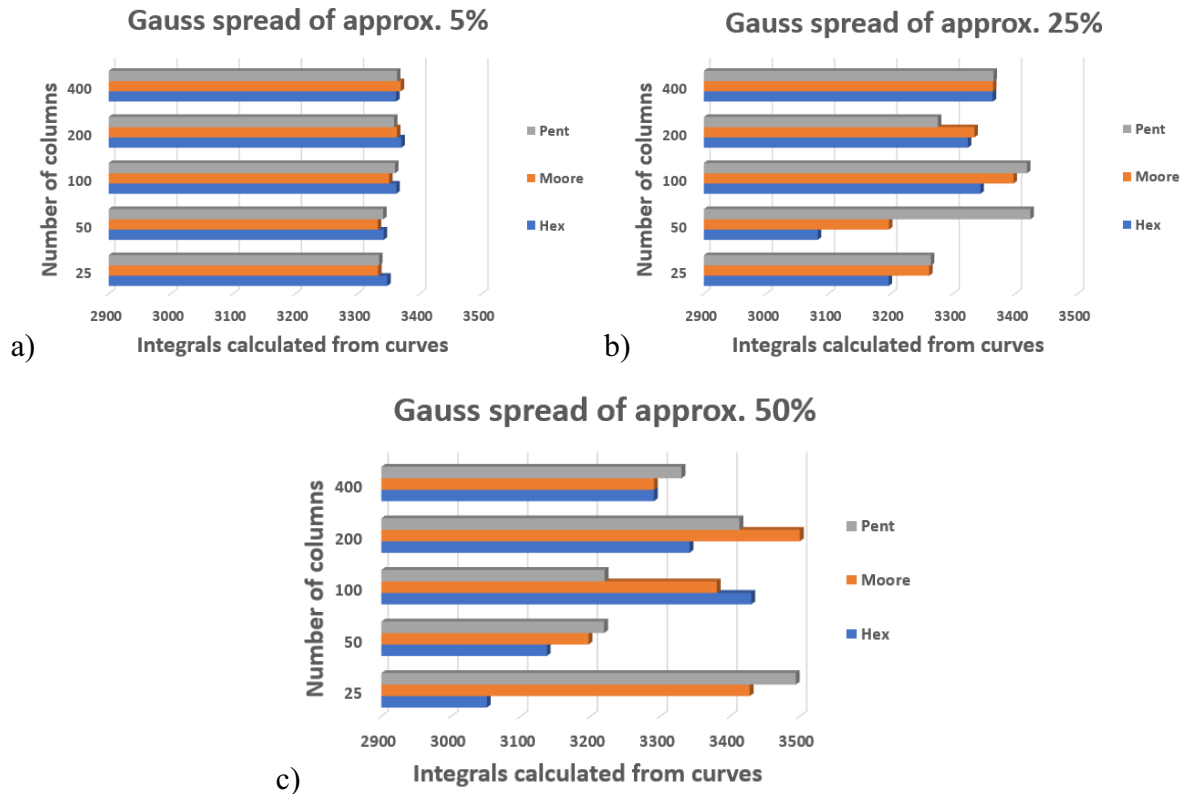 Gauss spread of approx. 5%
Number of columns
400
200
100
50
25
2900 3000 3100 3200 3300 3400 3500
Integrals calculated from curves
Pent
Moore
Hex
a)
Gauss spread of approx. 25%
Number of columns
400
200
100
50
25
2900 3000 3100 3200 3300 3400 3500
Integrals calculated from curves
Pent
Moore
Hex
b)
Gauss spread of approx. 50%
Number of columns
400
200
100
50
25
2900 3000 3100 3200 3300 3400 3500
Integrals calculated from curves
Pent
Moore
Hex
c)